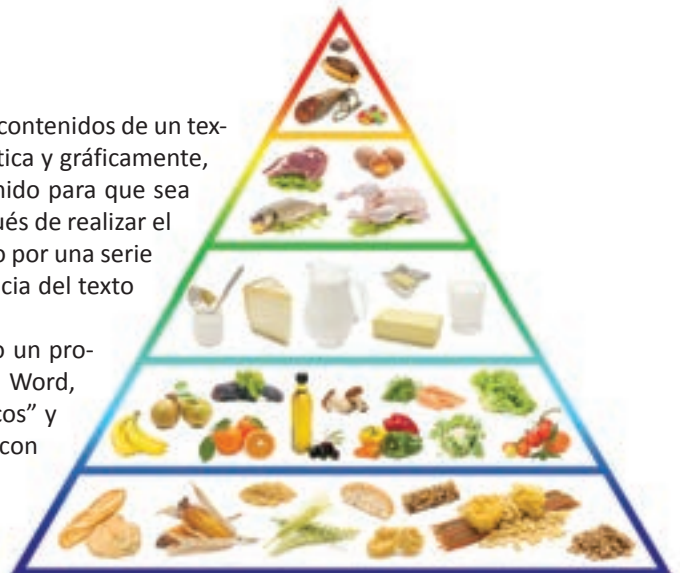 contenidos de un tex-
tica y gráficamente,
nido para que sea
ués de realizar el
o por una serie
cia del texto
o un pro-
Word,
cos” y
con